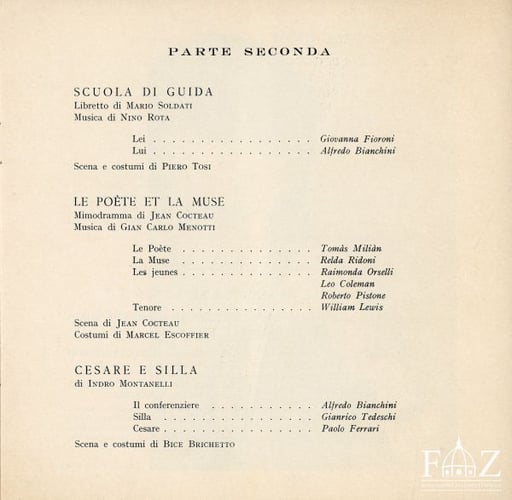 PARTE SECONDA
SCUOLA DI GUIDA
Libretto di MARIO SOLDATI
Musica di NINO ROTA
Lei . . . . . . . . . . . . . . . . . Giovanna Fioroni
Lui . . . . . . . . . . . . . . . . . Alfredo Bianchini
Scena e costumi di PIERO TOSI
LE POÊTE ET LA MUSE
Mimodramma di JEAN COCTEAU
Musica di GIAN CARLO MENOTTI
Le Poète . . . . . . . . . . . . . . Tomàs Miliàn
La Muse . . . . . . . . . . . . . . Relda Ridoni
Les jeunes . . . . . . . . . . . . . Raimonda Orselli
Leo Coleman
Roberto Pistone
Tenore . . . . . . . . . . . . . . . William Lewis
Scena di JEAN COCTEAU
Costumi di MARCEL ESCOFFIER
CESARE E SILLA
di INDRO MONTANELLI
Il conferenziere . . . . . . . . . . . Alfredo Bianchini
Silla . . . . . . . . . . . . . . . . Gianrico Tedeschi
Cesare . . . . . . . . . . . . . . . . Paolo Ferrari
Scena e costumi di BICE BRICHETTO
F Z